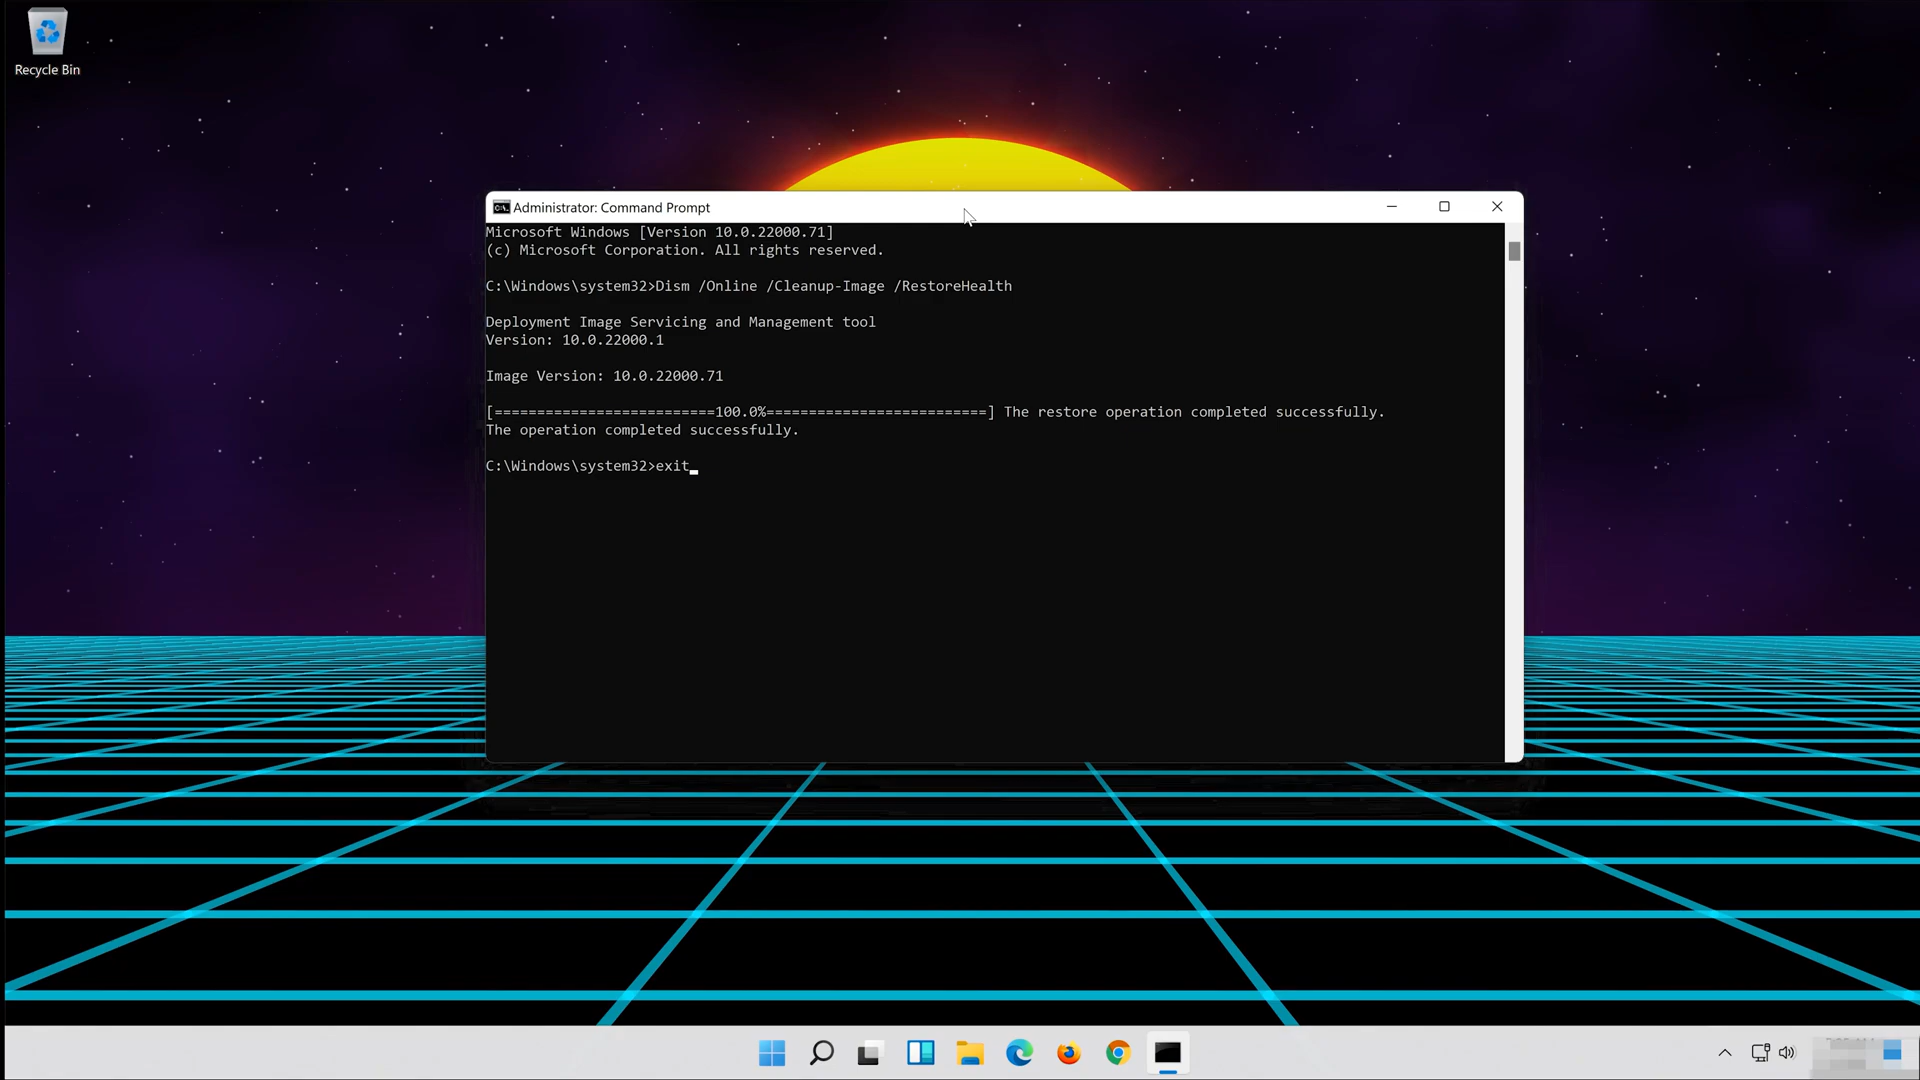 Recycle Bin
Administrator: Command Prompt
Microsoft Windows [Version 10.0.22000.71]
(c) Microsoft Corporation. All rights reserved.
C:\Windows\system32>Dism /Online /Cleanup-Image /RestoreHealth
Deployment Image Servicing and Management tool
Version: 10.0.22000.1
Image Version: 10.0.22000.71
[==========================100.0%==========================] The restore operation completed successfully.
The operation completed successfully.
C:\Windows\system32>exit